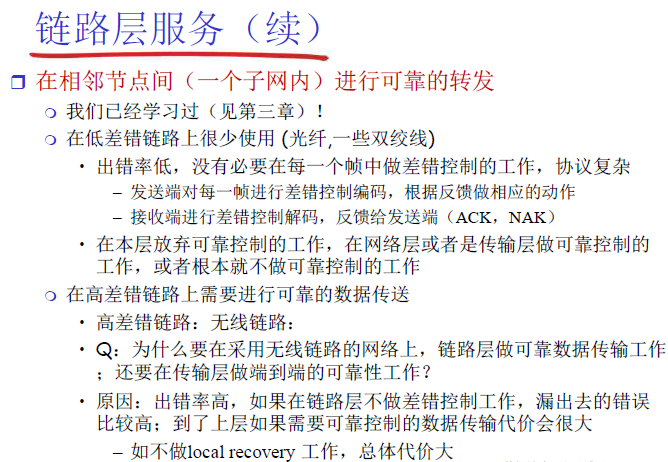 链路层服务（续）
在相邻节点间（一个子网内）进行可靠的转发
我们已经学习过（见第三章）！
在低差错链路上很少使用 (光纤,一些双绞线)
• 出错率低，没有必要在每一个帧中做差错控制的工作，协议复杂
– 发送端对每一帧进行差错控制编码，根据反馈做相应的动作
– 接收端进行差错控制解码，反馈给发送端（ACK，NAK）
• 在本层放弃可靠控制的工作，在网络层或者是传输层做可靠控制的
工作，或者根本就不做可靠控制的工作
在高差错链路上需要进行可靠的数据传送
• 高差错链路：无线链路：
• Q：为什么要在采用无线链路的网络上，链路层做可靠数据传输工作
；还要在传输层做端到端的可靠性工作？
• 原因：出错率高，如果在链路层不做差错控制工作，漏出去的错误
比较高；到了上层如果需要可靠控制的数据传输代价会很大
– 如不做local recovery 工作，总体代价大